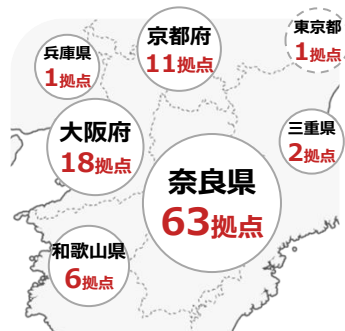 京都府
11拠点
東京都
1拠点
兵庫県
1拠点
大阪府
18拠点
三重県
2拠点
奈良県
63拠点
和歌山県
6拠点